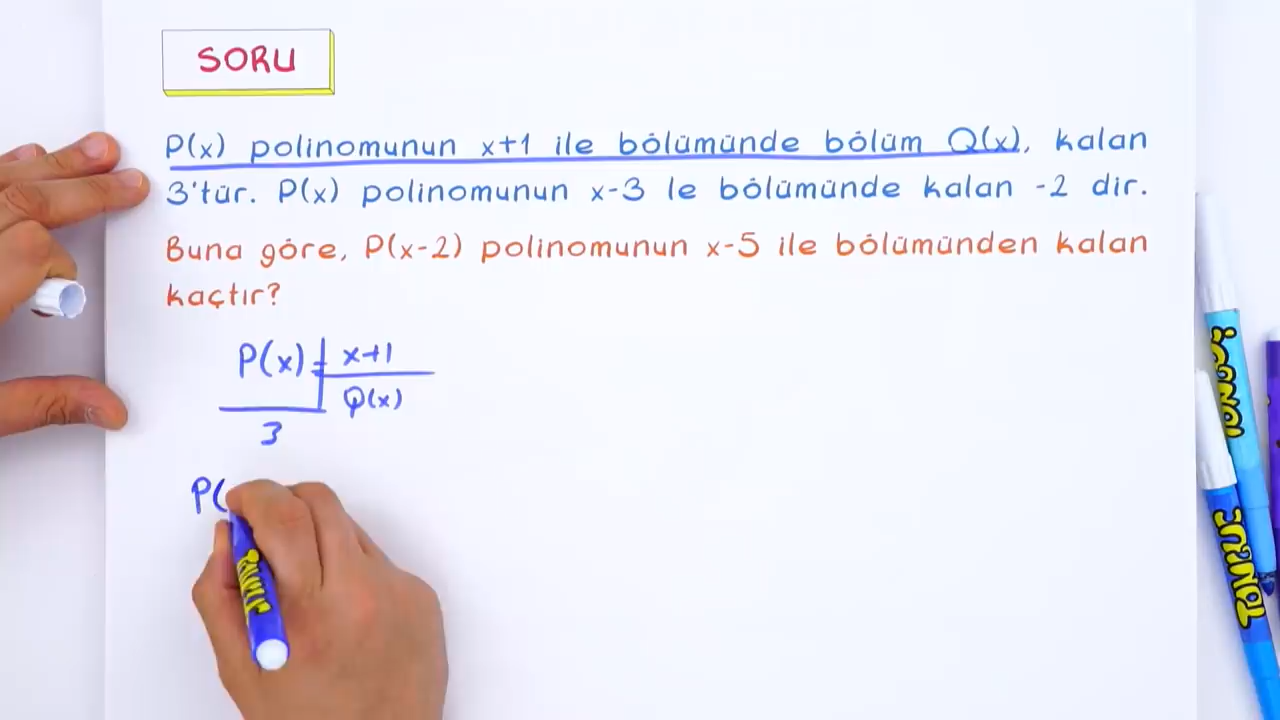 SORU
P(x) polinomunun x+1 ile bölümünde bölüm Q(x), kalan
3'tür. P(x) polinomunun x-3 le bölümünde kalan -2 dir.
Buna göre, P(x-2) polinomunun x-5 ile bölümünden kalan
kaçtır?
P(x) = x+1
Q(x)
3
P(